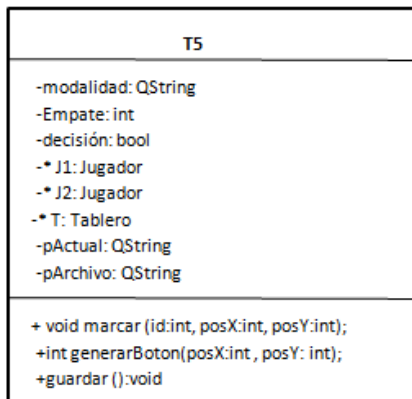 T5
-modalidad: QString
-Empate: int
-decisión: bool
-* J1: Jugador
-* J2: Jugador
-* T: Tablero
-pActual: QString
-pArchivo: QString
+ void marcar (id:int, posX:int, posY:int);
+int generarBoton(posX:int , posY: int);
+guardar ():void